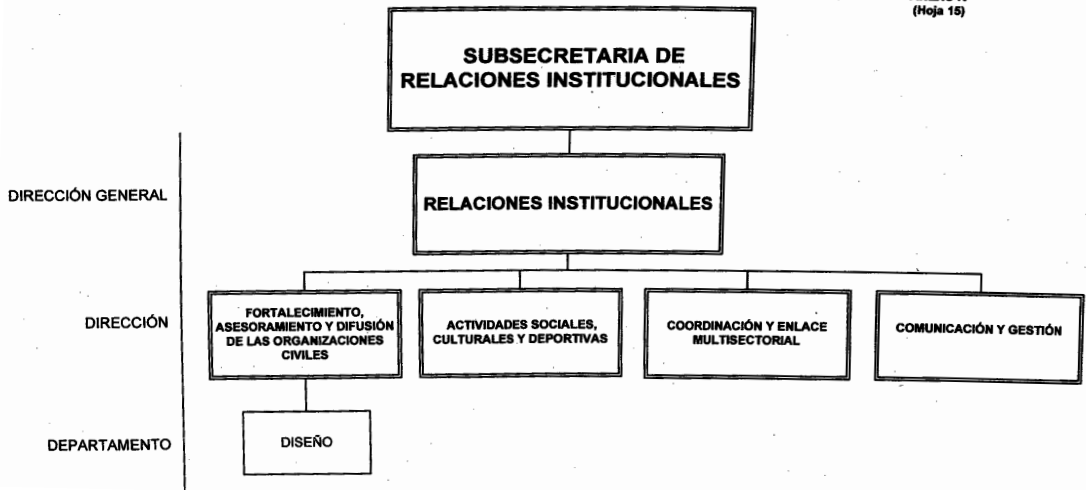 (Hoja 15)
SUBSECRETARIA DE
RELACIONES INSTITUCIONALES
DIRECCIÓN GENERAL
RELACIONES INSTITUCIONALES
DIRECCIÓN
FORTALECIMIENTO,
ASESORAMIENTO Y DIFUSIÓN
DE LAS ORGANIZACIONES
CIVILES
ACTIVIDADES SOCIALES,
CULTURALES Y DEPORTIVAS
COORDINACIÓN Y ENLACE
MULTISECTORIAL
COMUNICACIÓN Y GESTIÓN
DEPARTAMENTO
DISEÑO